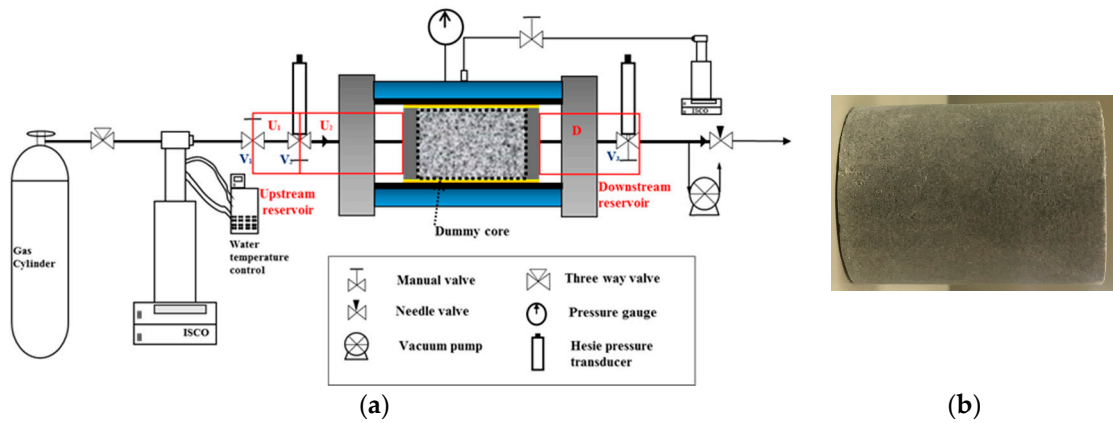 ISCO
U₁
U₂
D
V₁
V₂
V₃
Upstream
reservoir
Downstream
reservoir
Dummy core
Water
temperature
control
Gas
Cylinder
ISCO
Manual valve
Three way valve
Needle valve
Pressure gauge
Vacuum pump
Hesie pressure
transducer
(a)
(b)